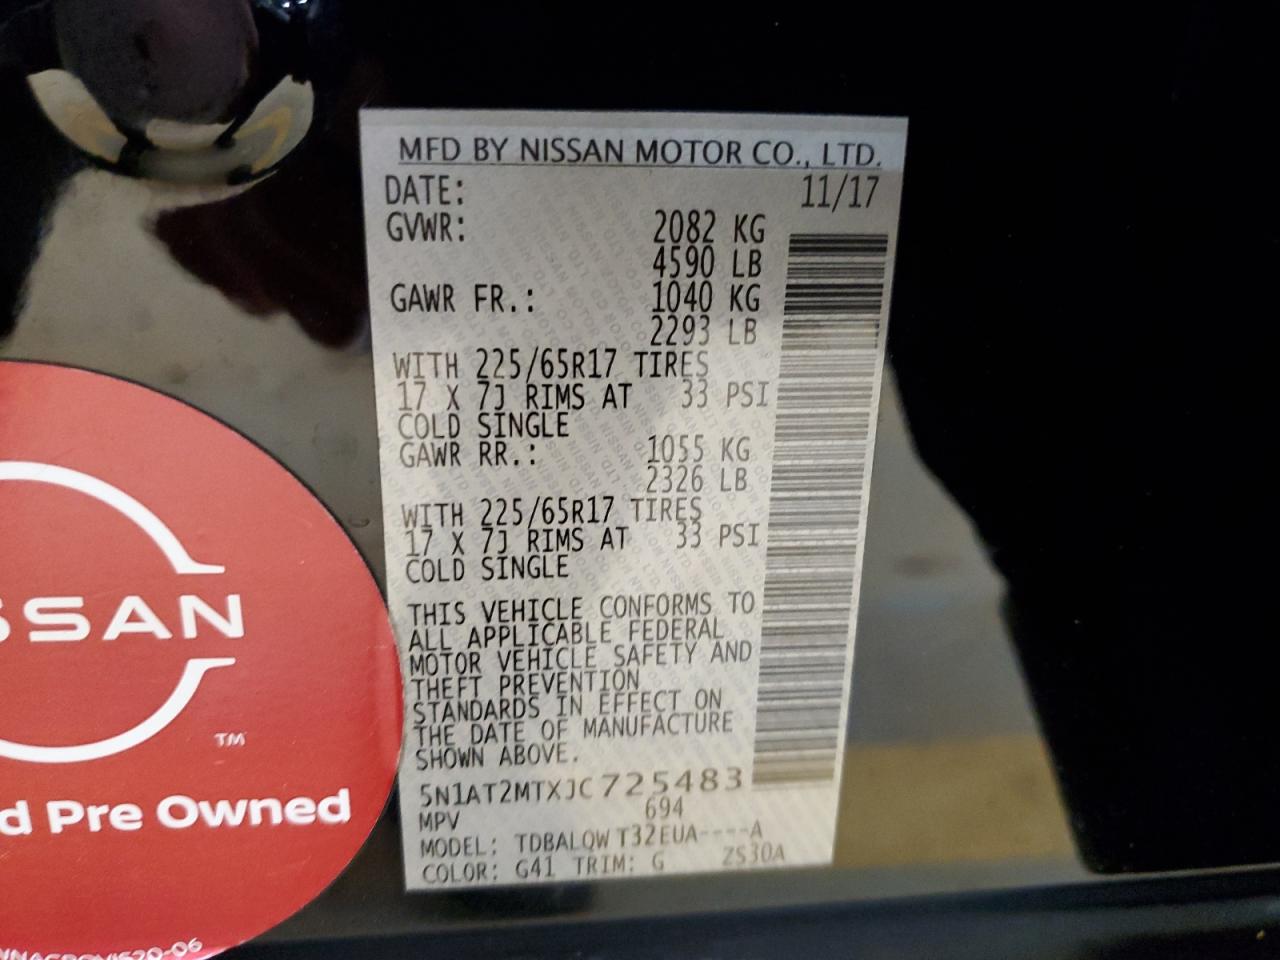 MFD BY NISSAN MOTOR CO., LTD.
DATE: 11/17
GVWR: 2082 KG
4590 LB
GAWR FR.: 1040 KG
2293 LB
WITH 225/65R17 TIRES
17 X 7J RIMS AT 33 PSI
COLD SINGLE
GAWR RR.: 1055 KG
2326 LB
WITH 225/65R17 TIRES
17 X 7J RIMS AT 33 PSI
COLD SINGLE
THIS VEHICLE CONFORMS TO
ALL APPLICABLE FEDERAL
MOTOR VEHICLE SAFETY AND
THEFT PREVENTION
STANDARDS IN EFFECT ON
THE DATE OF MANUFACTURE
SHOWN ABOVE.
5N1AT2MTXJC725483
MPV 694
MODEL: TDBALQW T32EUA----A
COLOR: G41 TRIM: G ZS30A
SSAN
TM
d Pre Owned